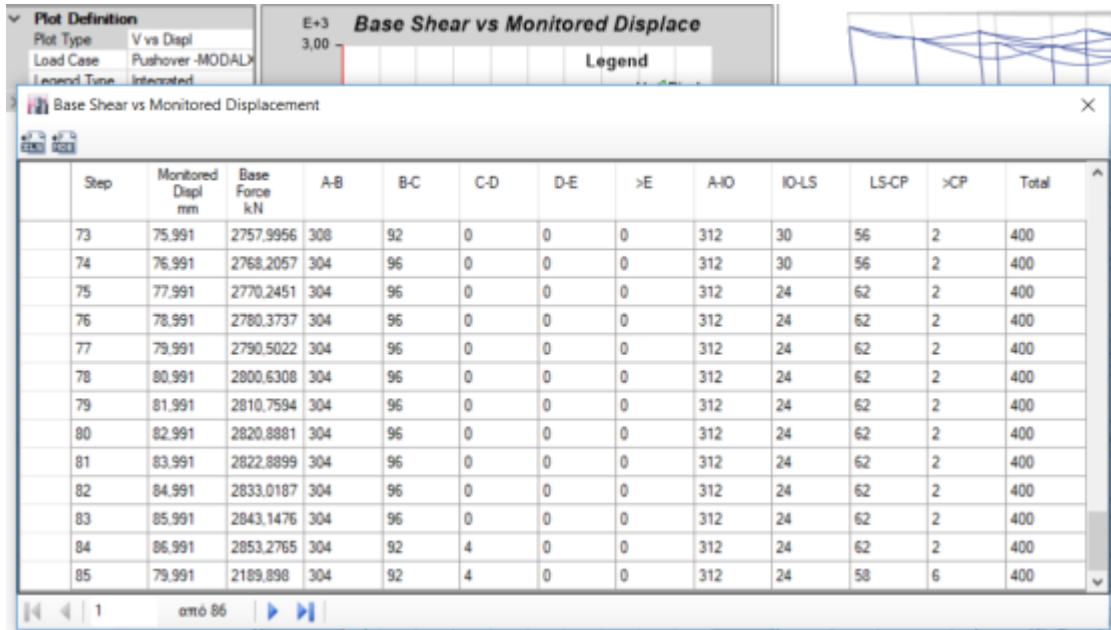 Plot Definition
Plot Type V vs Displ
Load Case Pushover -MODALX
Legend Type Integrated
E+3
Base Shear vs Monitored Displace
3,00
Legend
Base Shear vs Monitored Displacement
Step Monitored Displ mm Base Force kN A-B B-C C-D D-E >E A-IO IO-LS LS-CP >CP Total
73 75,991 2757,9956 308 92 0 0 0 312 30 56 2 400
74 76,991 2768,2057 304 96 0 0 0 312 30 56 2 400
75 77,991 2770,2451 304 96 0 0 0 312 24 62 2 400
76 78,991 2780,3737 304 96 0 0 0 312 24 62 2 400
77 79,991 2790,5022 304 96 0 0 0 312 24 62 2 400
78 80,991 2800,6308 304 96 0 0 0 312 24 62 2 400
79 81,991 2810,7594 304 96 0 0 0 312 24 62 2 400
80 82,991 2820,8881 304 96 0 0 0 312 24 62 2 400
81 83,991 2822,8899 304 96 0 0 0 312 24 62 2 400
82 84,991 2833,0187 304 96 0 0 0 312 24 62 2 400
83 85,991 2843,1476 304 96 0 0 0 312 24 62 2 400
84 86,991 2853,2765 304 92 4 0 0 312 24 62 2 400
85 79,991 2189,898 304 92 4 0 0 312 24 58 6 400
1 από 86